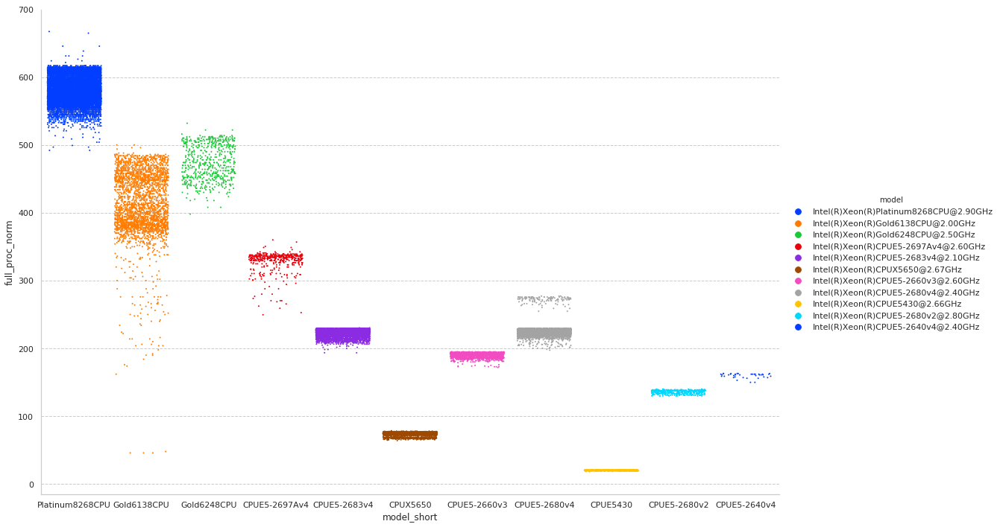 700
600
500
400
300
200
100
0
full_proc_norm
Platinum8268CPU Gold6138CPU Gold6248CPU CPUE5-2697Av4 CPUE5-2683v4 CPUX5650 CPUE5-2660v3 CPUE5-2680v4 CPUE5430 CPUE5-2680v2 CPUE5-2640v4
model_short
model
Intel(R)Xeon(R)Platinum8268CPU@2.90GHz
Intel(R)Xeon(R)Gold6138CPU@2.00GHz
Intel(R)Xeon(R)Gold6248CPU@2.50GHz
Intel(R)Xeon(R)CPUE5-2697Av4@2.60GHz
Intel(R)Xeon(R)CPUE5-2683v4@2.10GHz
Intel(R)Xeon(R)CPUX5650@2.67GHz
Intel(R)Xeon(R)CPUE5-2660v3@2.60GHz
Intel(R)Xeon(R)CPUE5-2680v4@2.40GHz
Intel(R)Xeon(R)CPUE5430@2.66GHz
Intel(R)Xeon(R)CPUE5-2680v2@2.80GHz
Intel(R)Xeon(R)CPUE5-2640v4@2.40GHz